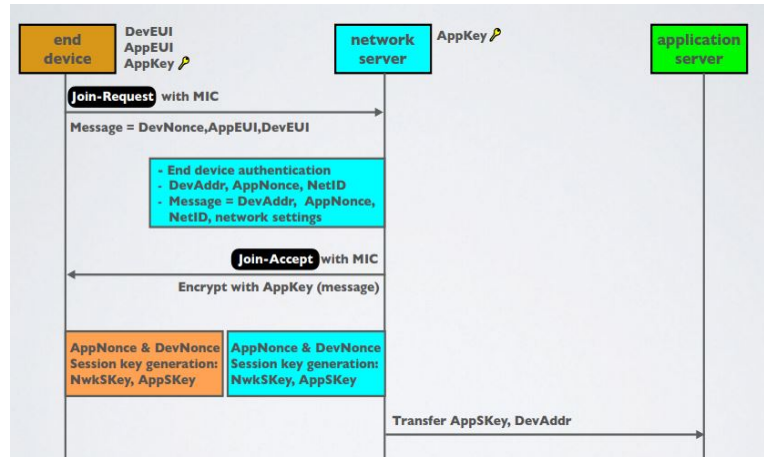 end
device
DevEUI
AppEUI
AppKey
network
server
AppKey
application
server
Join-Request with MIC
Message = DevNonce,AppEUI,DevEUI
- End device authentication
- DevAddr, AppNonce, NetID
- Message = DevAddr, AppNonce,
NetID, network settings
Join-Accept with MIC
Encrypt with AppKey (message)
AppNonce & DevNonce
Session key generation:
NwkSKey, AppSKey
AppNonce & DevNonce
Session key generation:
NwkSKey, AppSKey
Transfer AppSKey, DevAddr